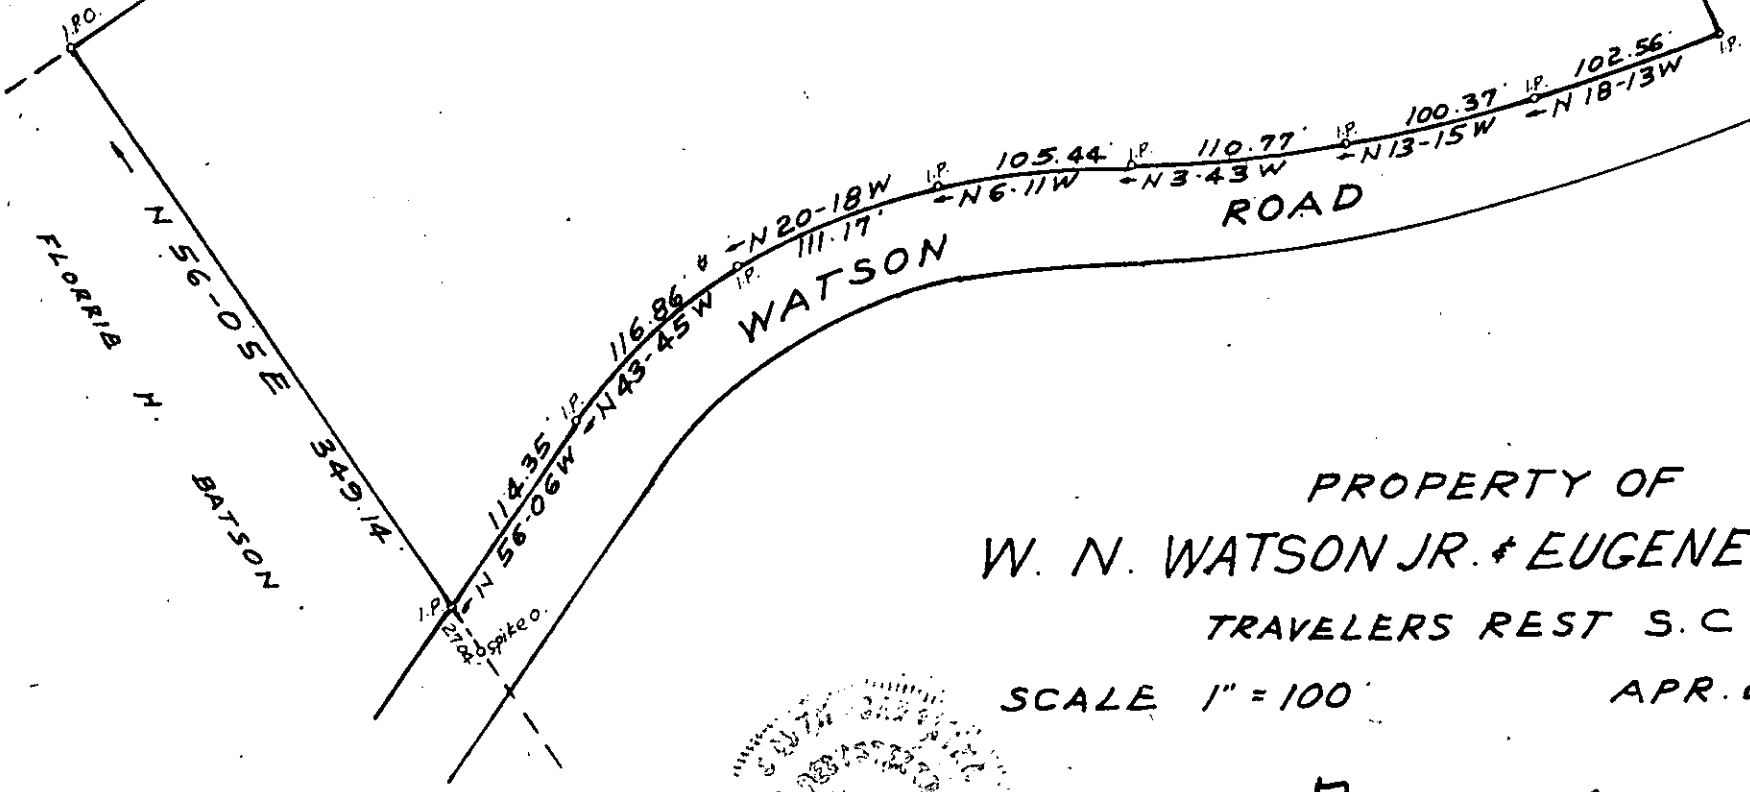 I.P.O.
N 56-05 E 349.14'
FLORRIE H. BATSON
I.P.
27.04' Spike o.
114.35'
N 56-06 W
I.P.
116.86'
N 43-45 W
I.P.
N 20-18 W
111.17'
I.P.
105.44'
N 6-11 W
I.P.
110.77'
N 3-43 W
I.P.
100.37'
N 13-15 W
I.P.
102.56'
N 18-13 W
I.P.
WATSON ROAD
PROPERTY OF
W. N. WATSON JR. & EUGENE
TRAVELERS REST S.C
SCALE 1" = 100' APR.